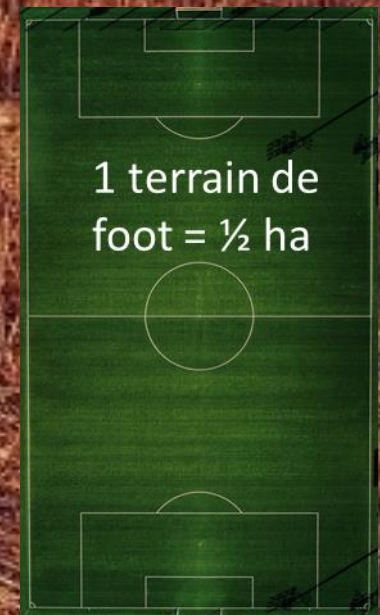 1 terrain de
foot = ½ ha